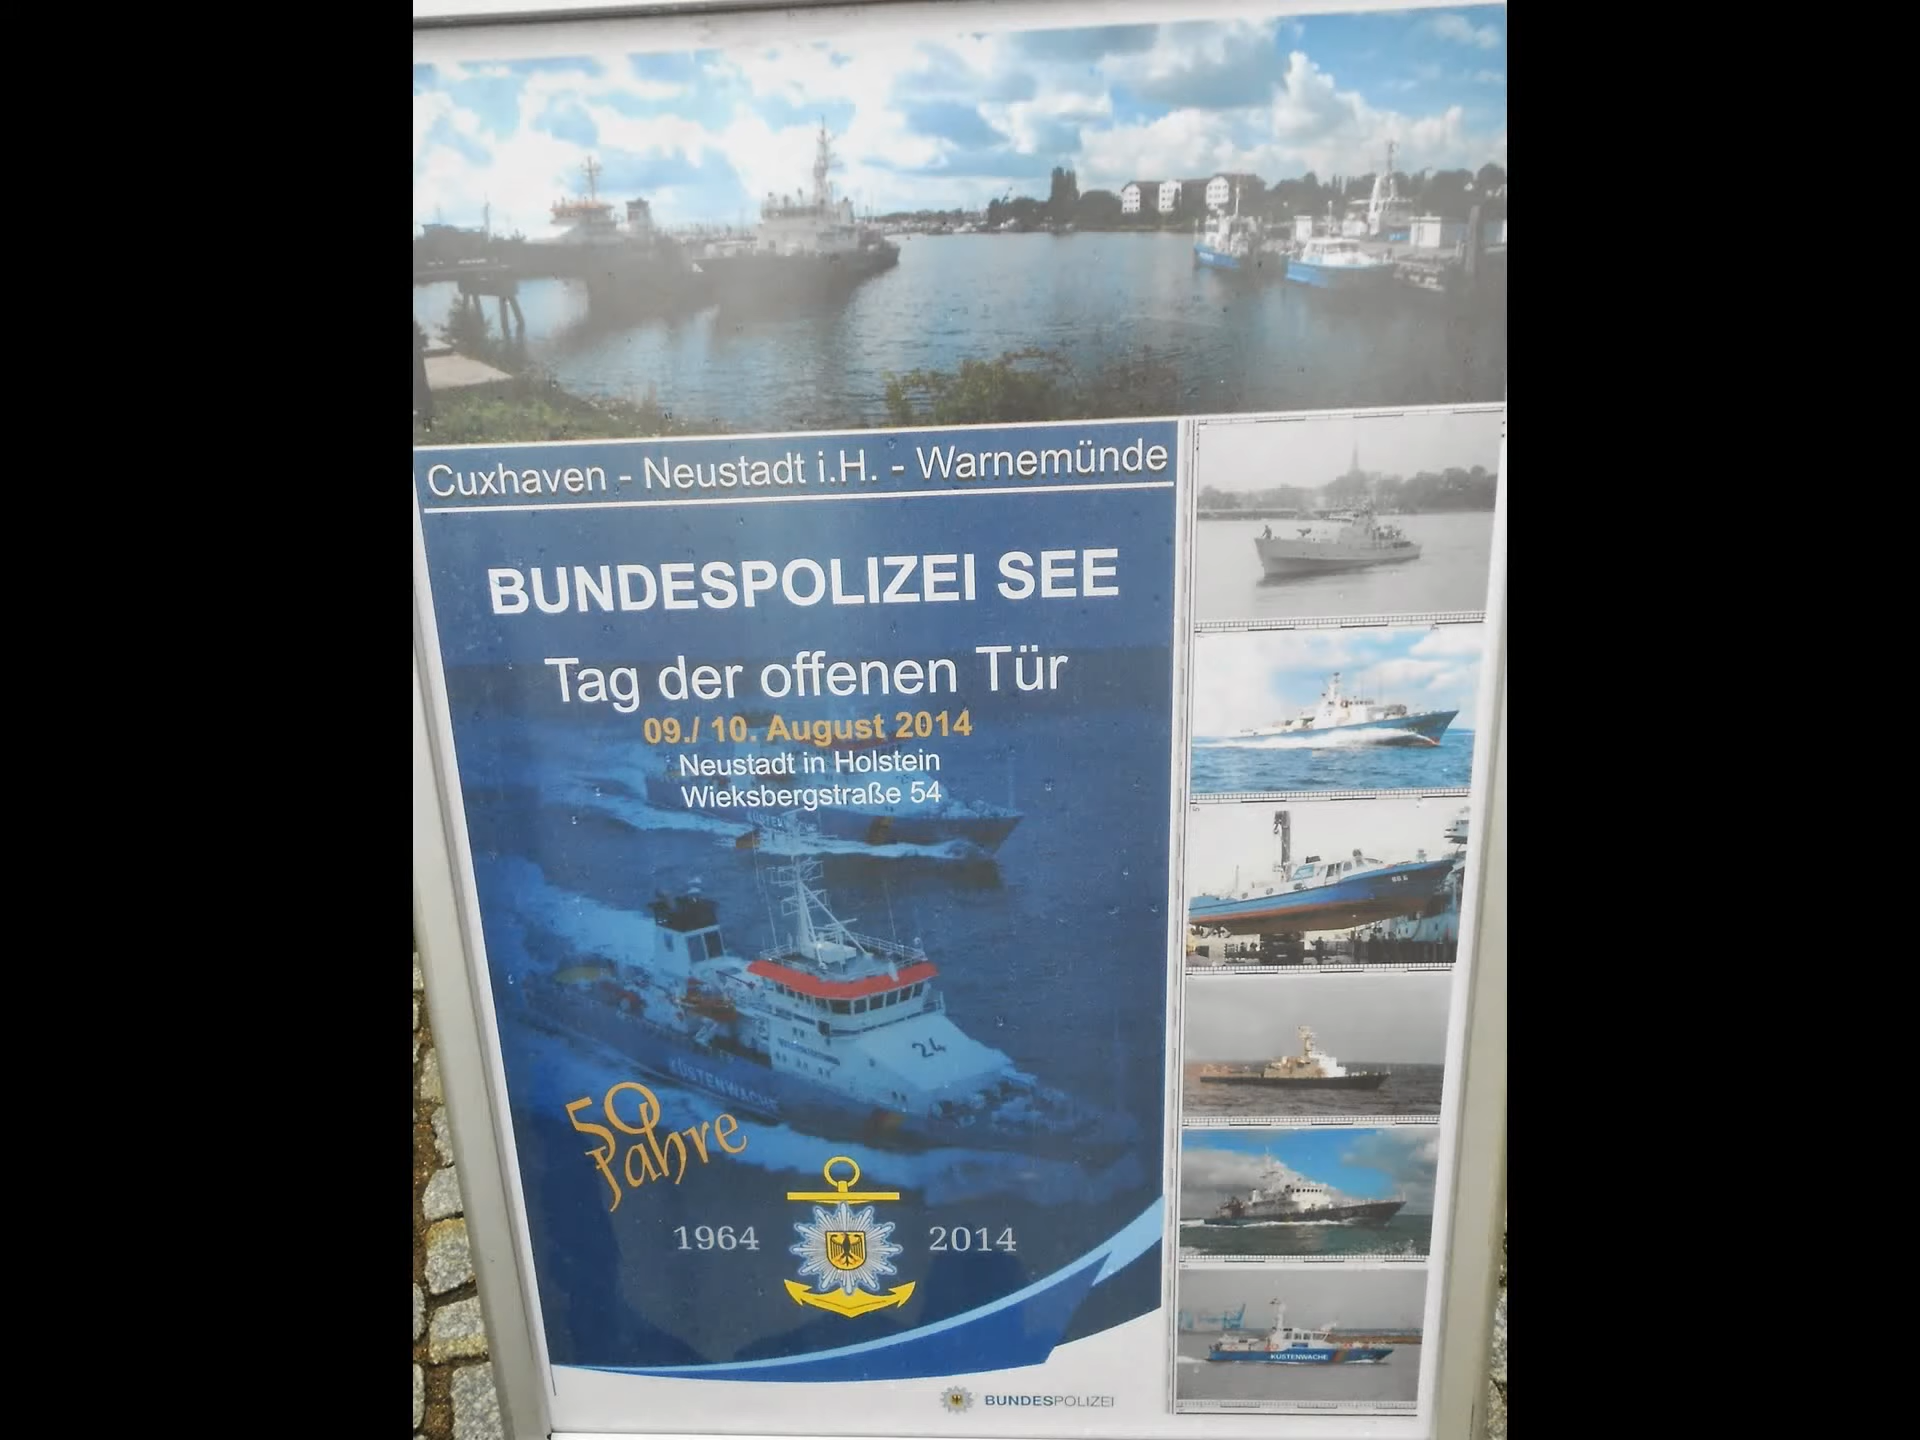 Cuxhaven - Neustadt i.H. - Warnemünde
BUNDESPOLIZEI SEE
Tag der offenen Tür
09./ 10. August 2014
Neustadt in Holstein
Wieksbergstraße 54
KÜSTENWACHE
24
KÜSTENWACHE
50
Jahre
1964 2014
BUNDESPOLIZEI
KÜSTENWACHE